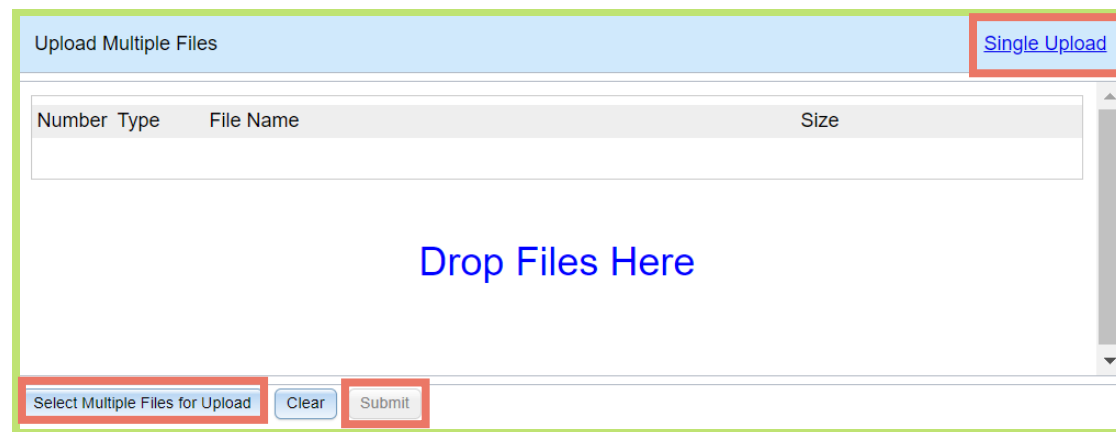 Upload Multiple Files Single Upload
Number Type File Name Size
Drop Files Here
Select Multiple Files for Upload Clear Submit